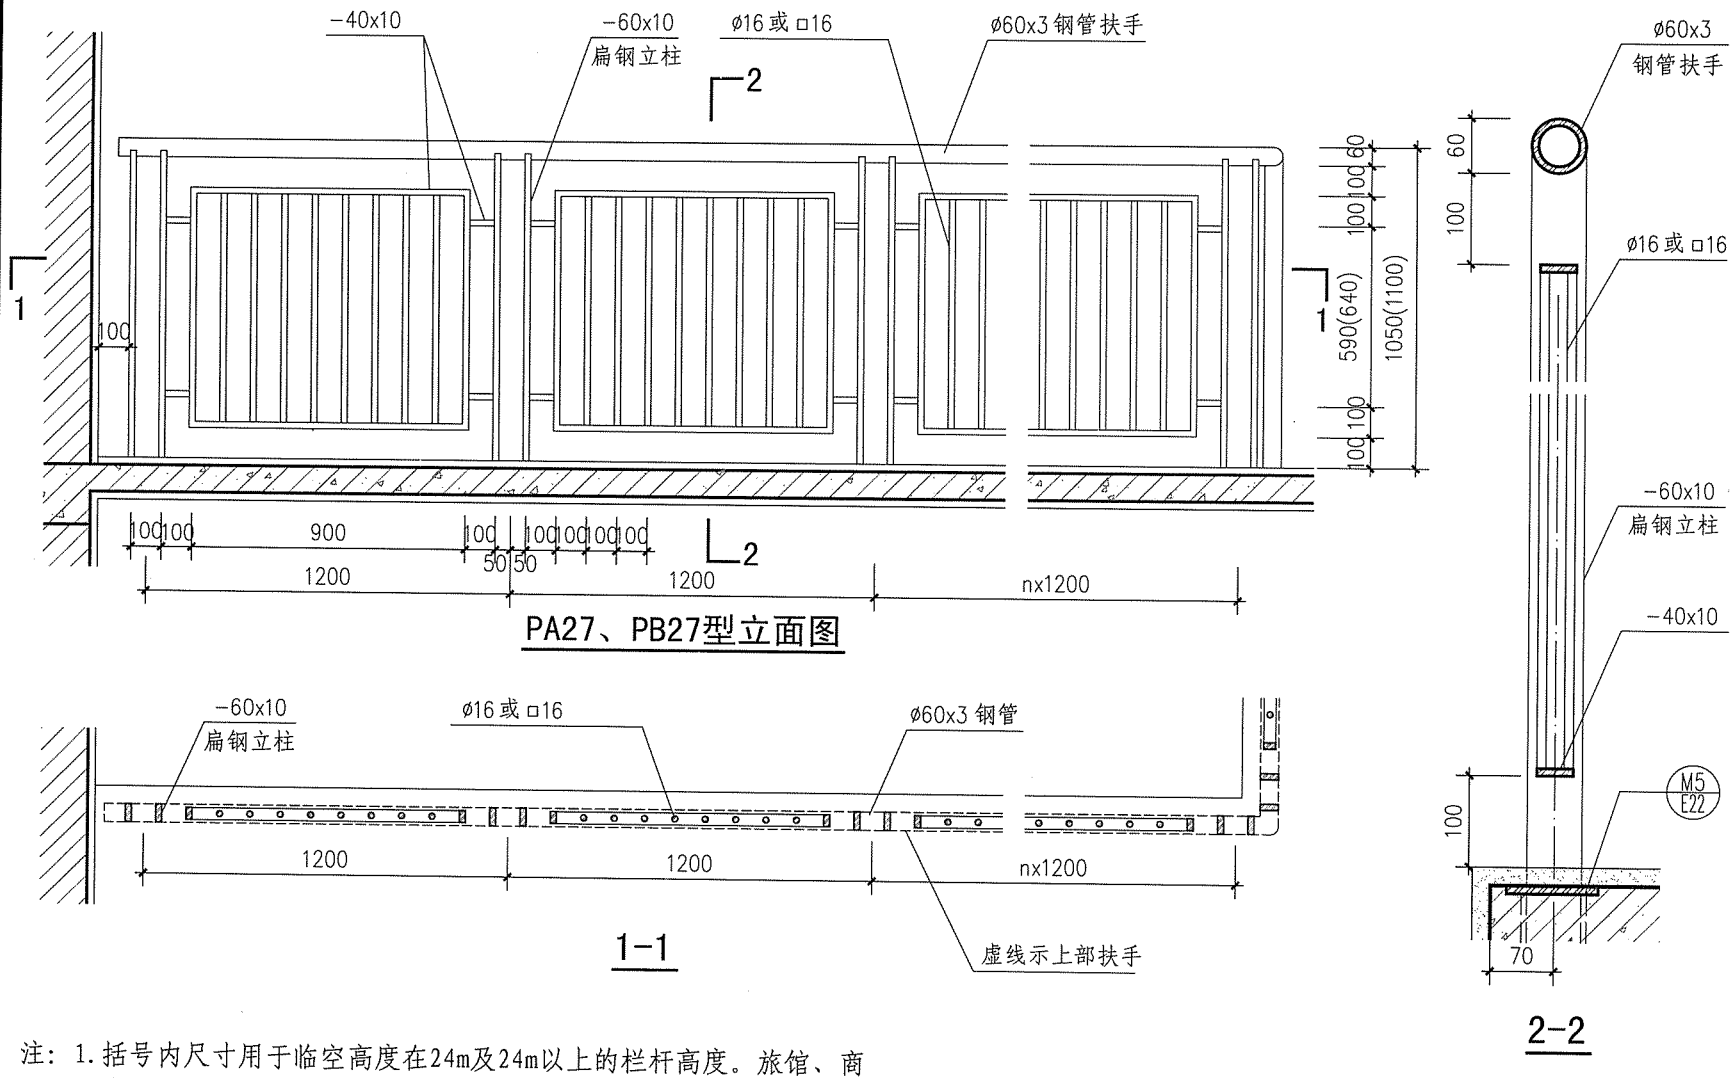 -40x10
-60x10
扁钢立柱
ø16或□16
ø60x3钢管扶手
2
ø60x3
钢管扶手
60
100
100
590(640)
100
100
1050(1100)
1
1
100
100
100
900
100
50
50
100
100
100
100
1200
1200
nx1200
2
PA27、PB27型立面图
60
100
ø16或□16
-60x10
扁钢立柱
-40x10
M5
E22
100
70
2-2
-60x10
扁钢立柱
ø16或□16
ø60x3钢管
1200
1200
nx1200
虚线示上部扶手
1-1
注: 1.括号内尺寸用于临空高度在24m及24m以上的栏杆高度。旅馆、商